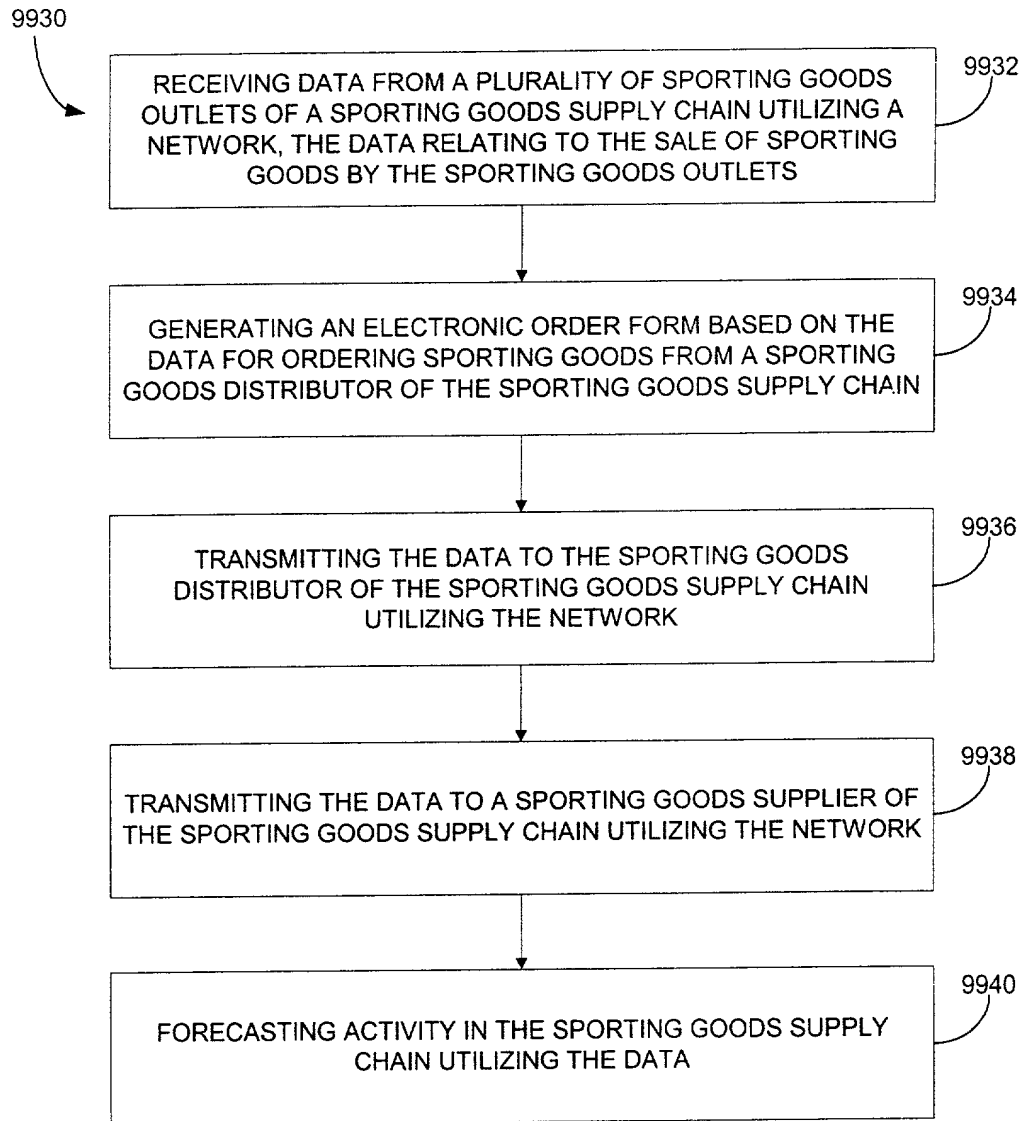 9930
9932
RECEIVING DATA FROM A PLURALITY OF SPORTING GOODS
OUTLETS OF A SPORTING GOODS SUPPLY CHAIN UTILIZING A
NETWORK, THE DATA RELATING TO THE SALE OF SPORTING
GOODS BY THE SPORTING GOODS OUTLETS
9934
GENERATING AN ELECTRONIC ORDER FORM BASED ON THE
DATA FOR ORDERING SPORTING GOODS FROM A SPORTING
GOODS DISTRIBUTOR OF THE SPORTING GOODS SUPPLY CHAIN
9936
TRANSMITTING THE DATA TO THE SPORTING GOODS
DISTRIBUTOR OF THE SPORTING GOODS SUPPLY CHAIN
UTILIZING THE NETWORK
9938
TRANSMITTING THE DATA TO A SPORTING GOODS SUPPLIER OF
THE SPORTING GOODS SUPPLY CHAIN UTILIZING THE NETWORK
9940
FORECASTING ACTIVITY IN THE SPORTING GOODS SUPPLY
CHAIN UTILIZING THE DATA